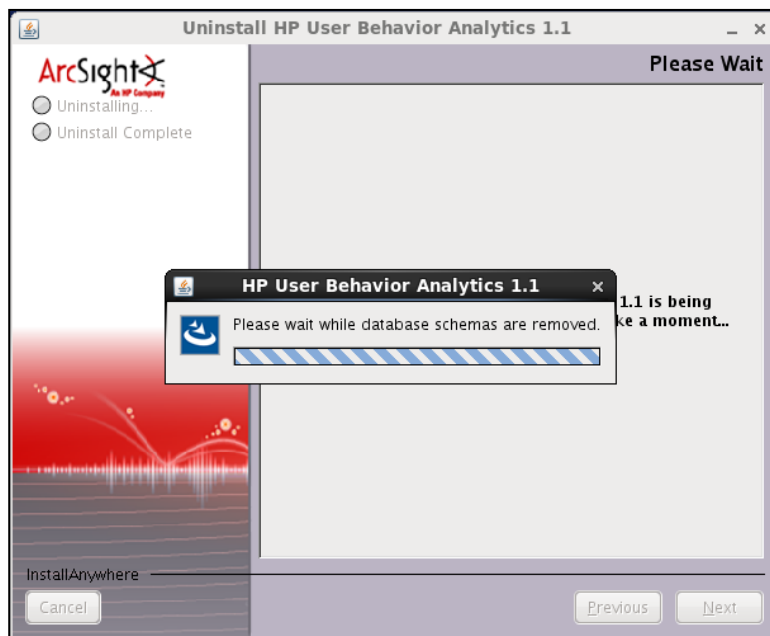 Uninstall HP User Behavior Analytics 1.1
ArcSight
An HP Company
Please Wait
Uninstalling...
Uninstall Complete
HP User Behavior Analytics 1.1
Please wait while database schemas are removed.
1.1 is being
ke a moment...
InstallAnywhere
Cancel
Previous
Next